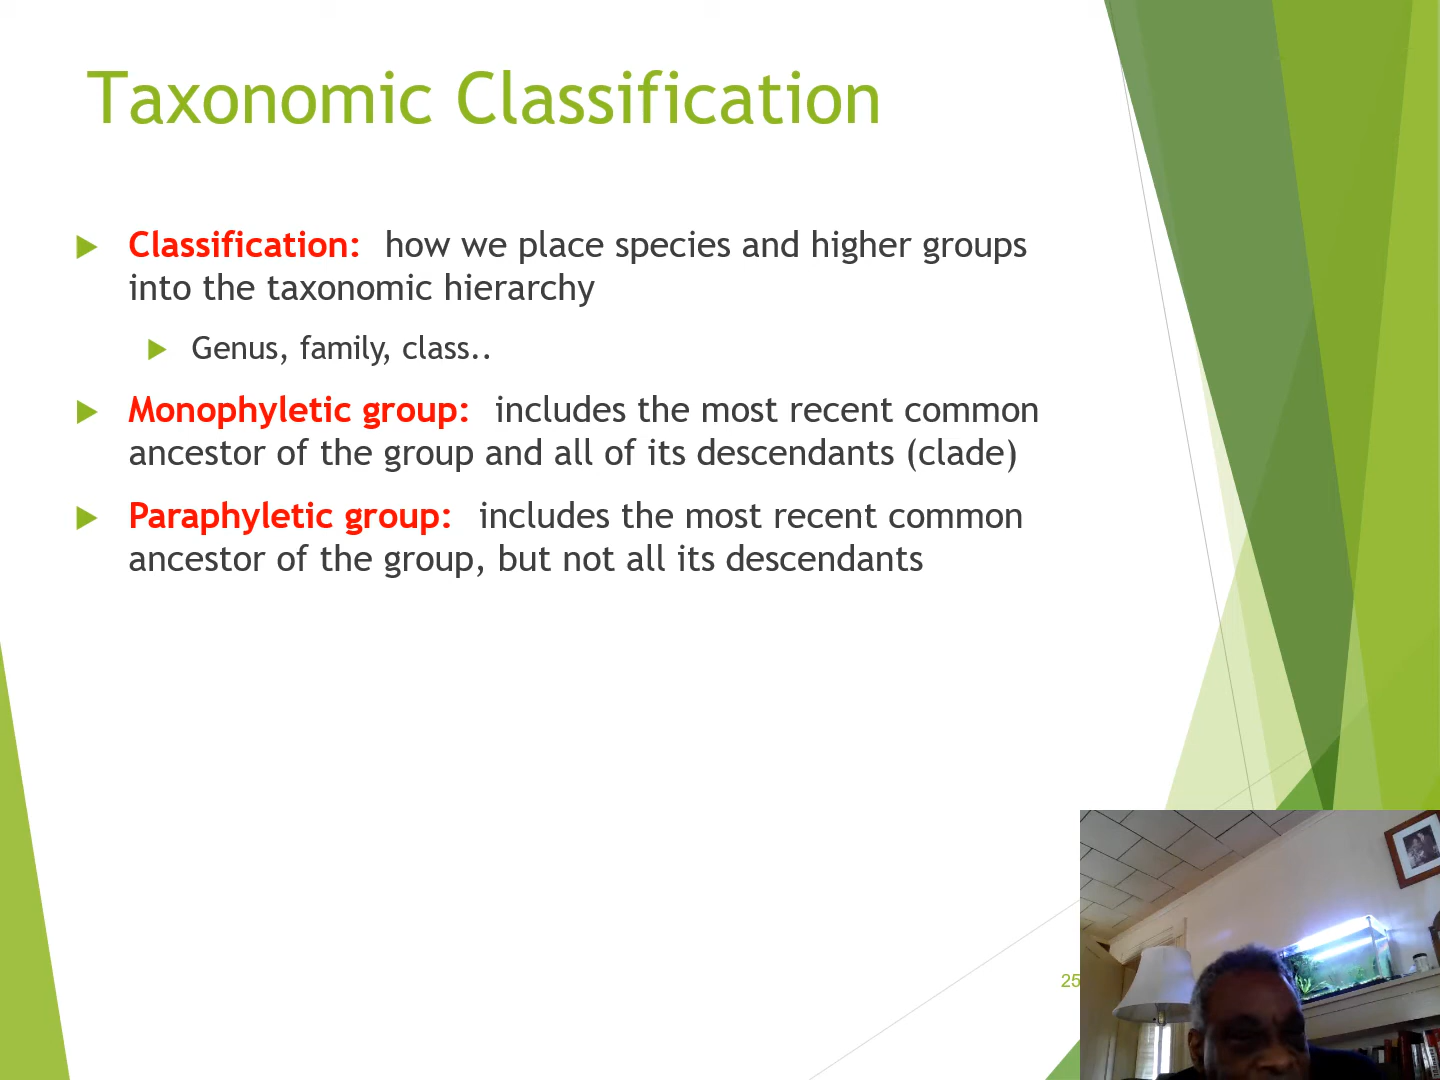 Taxonomic Classification
Classification: how we place species and higher groups
into the taxonomic hierarchy
Genus, family, class..
Monophyletic group: includes the most recent common
ancestor of the group and all of its descendants (clade)
Paraphyletic group: includes the most recent common
ancestor of the group, but not all its descendants
25